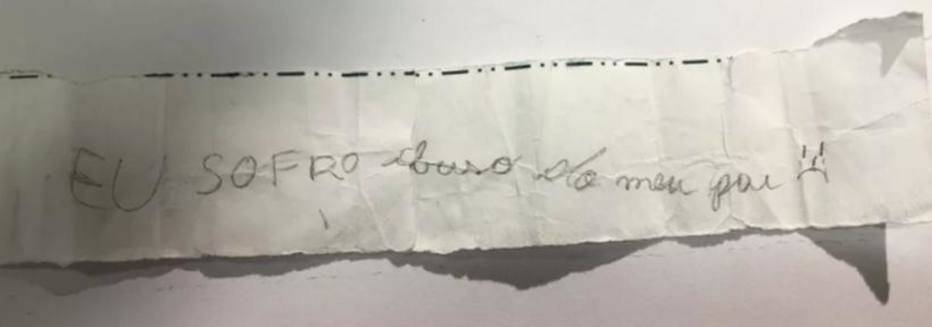 EU SOFRO abuso do meu pai